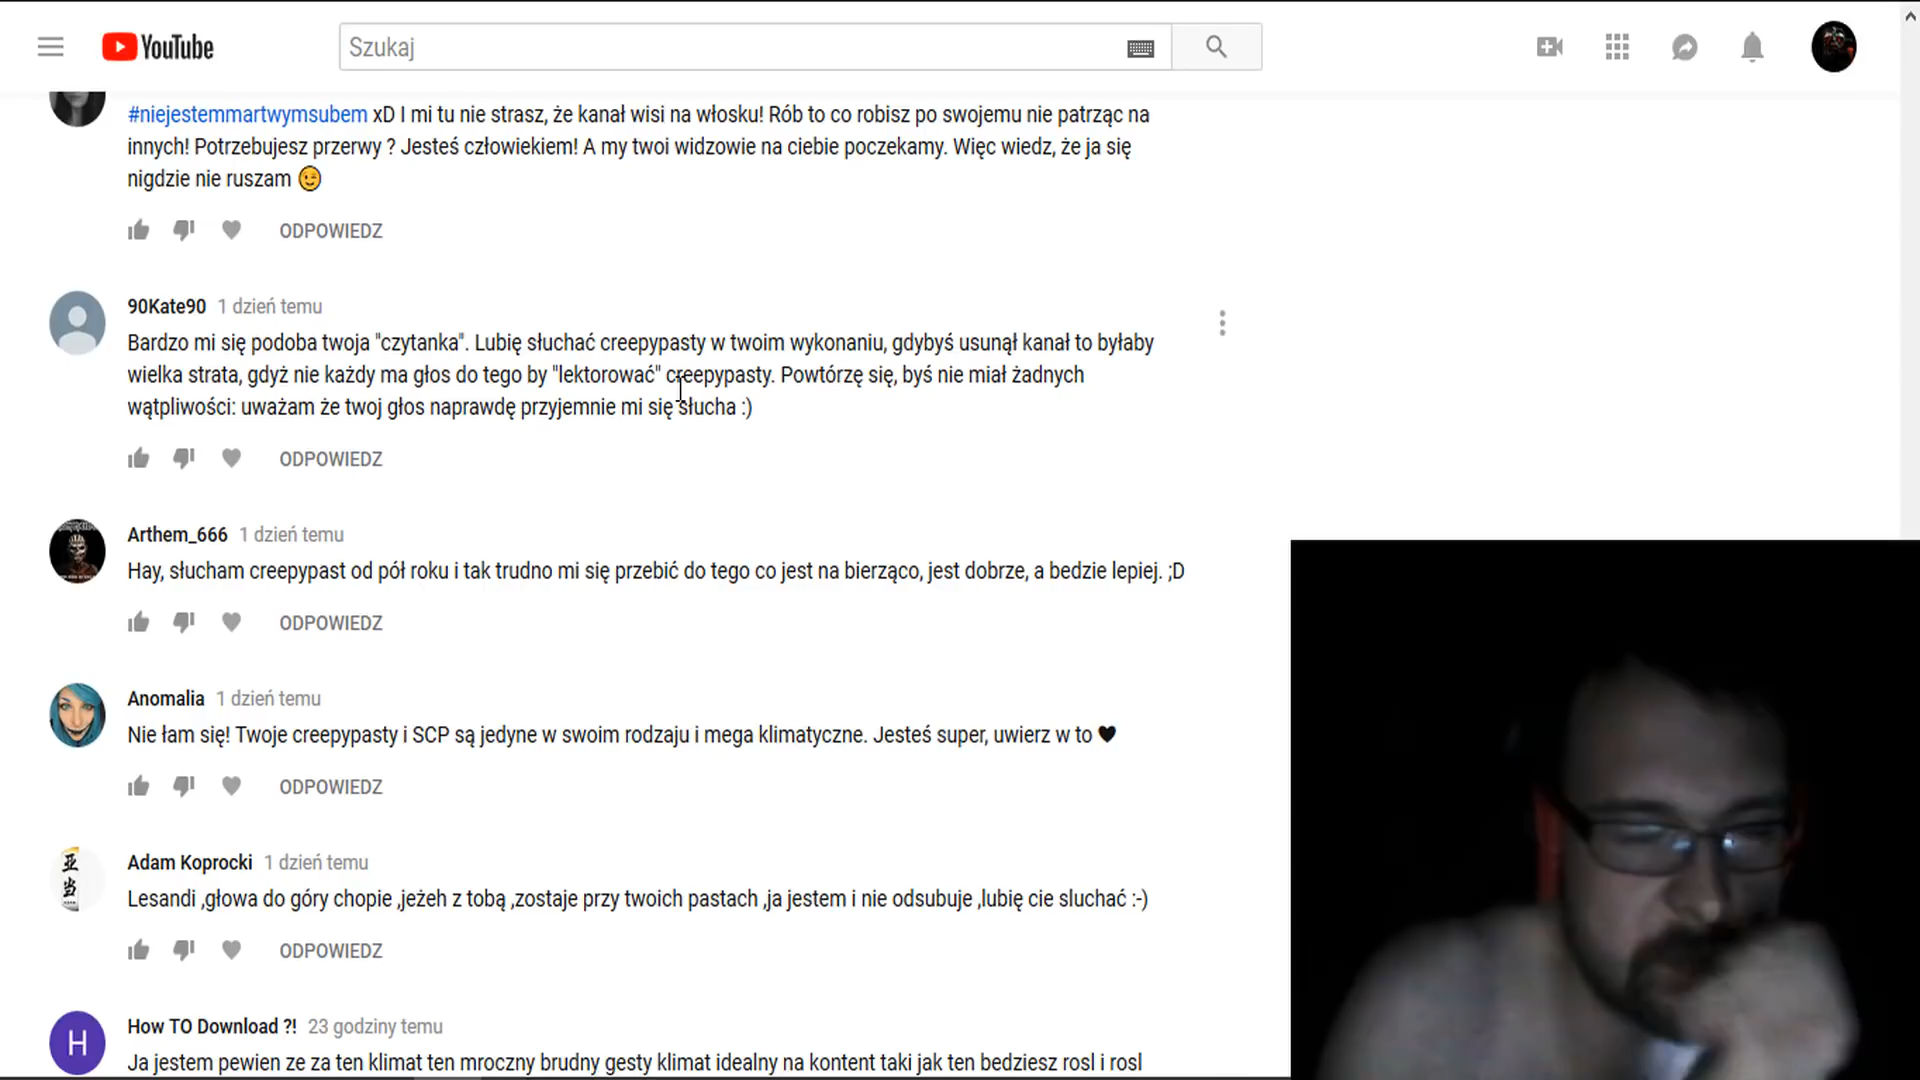 YouTube
Szukaj
#niejestemmartwymsubem xD I mi tu nie strasz, że kanał wisi na włosku! Rób to co robisz po swojemu nie patrząc na
innych! Potrzebujesz przerwy ? Jesteś człowiekiem! A my twoi widzowie na ciebie poczekamy. Więc wiedz, że ja się
nigdzie nie ruszam 😉
ODPOWIEDZ
90Kate90 1 dzień temu
Bardzo mi się podoba twoja "czytanka". Lubię słuchać creepypasty w twoim wykonaniu, gdybyś usunął kanał to byłaby
wielka strata, gdyż nie każdy ma głos do tego by "lektorować" creepypasty. Powtórzę się, byś nie miał żadnych
wątpliwości: uważam że twoj głos naprawdę przyjemnie mi się słucha :)
ODPOWIEDZ
Arthem_666 1 dzień temu
Hay, słucham creepypast od pół roku i tak trudno mi się przebić do tego co jest na bierząco, jest dobrze, a bedzie lepiej. ;D
ODPOWIEDZ
Anomalia 1 dzień temu
Nie łam się! Twoje creepypasty i SCP są jedyne w swoim rodzaju i mega klimatyczne. Jesteś super, uwierz w to ♥
ODPOWIEDZ
亚
当
Adam Koprocki 1 dzień temu
Lesandi ,głowa do góry chopie ,jeżeh z tobą ,zostaje przy twoich pastach ,ja jestem i nie odsubuje ,lubię cie sluchać :-)
ODPOWIEDZ
H
How TO Download ?! 23 godziny temu
Ja jestem pewien ze za ten klimat ten mroczny brudny gesty klimat idealny na kontent taki jak ten bedziesz rosl i rosl